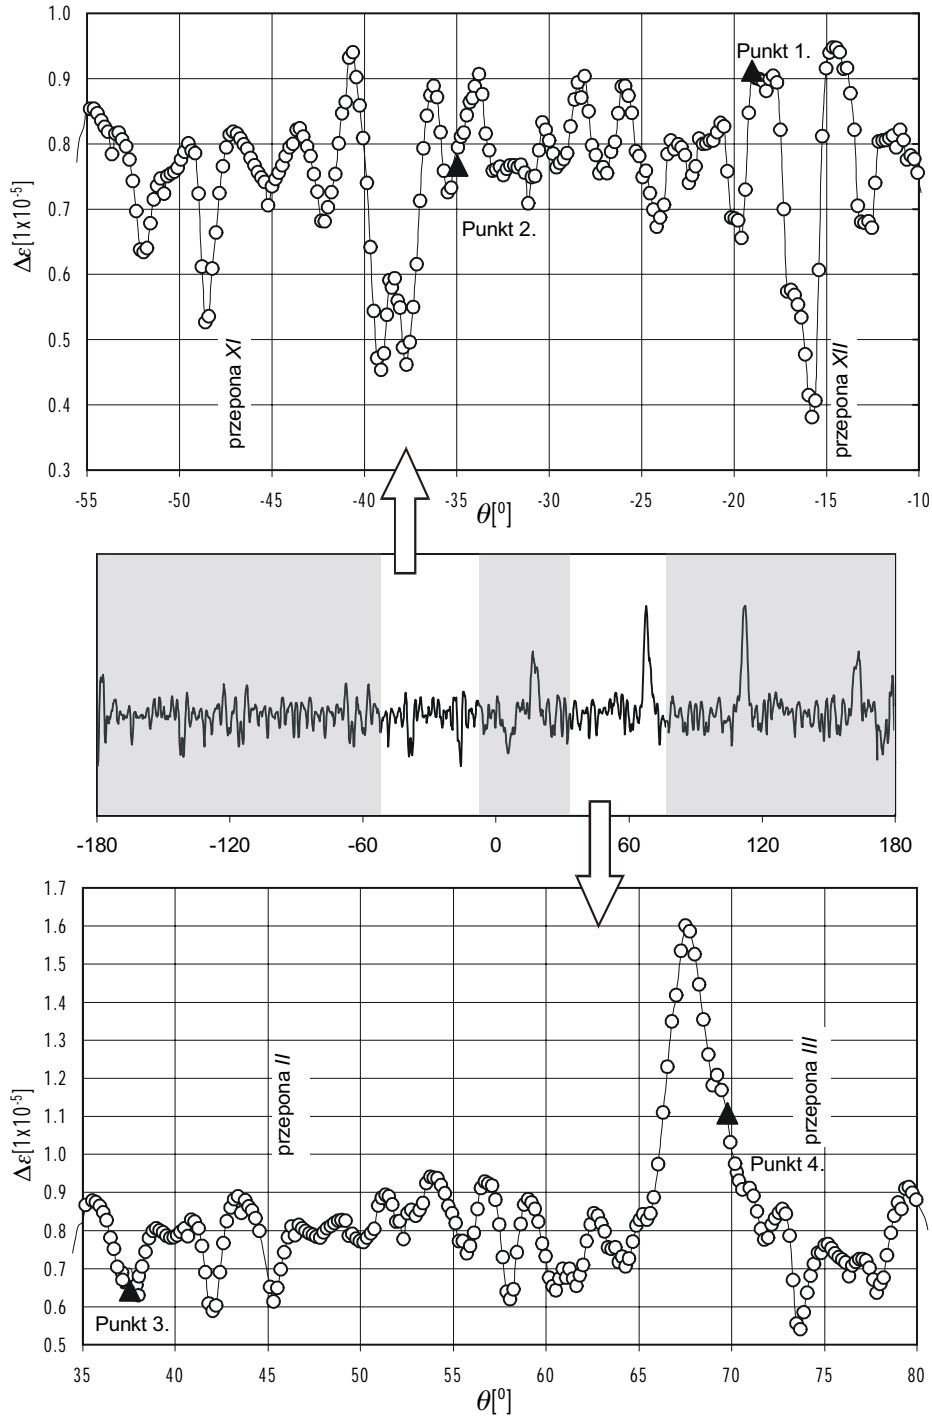 1.0
0.9
0.8
0.7
0.6
0.5
0.4
0.3
Δε[1x10⁻⁵]
Punkt 1.
Punkt 2.
przepona XI
przepona XII
-55 -50 -45 -40 -35 -30 -25 -20 -15 -10
θ[⁰]
-180 -120 -60 0 60 120 180
1.7
1.6
1.5
1.4
1.3
1.2
1.1
1.0
0.9
0.8
0.7
0.6
0.5
Δε[1x10⁻⁵]
przepona II
przepona III
Punkt 4.
Punkt 3.
35 40 45 50 55 60 65 70 75 80
θ[⁰]